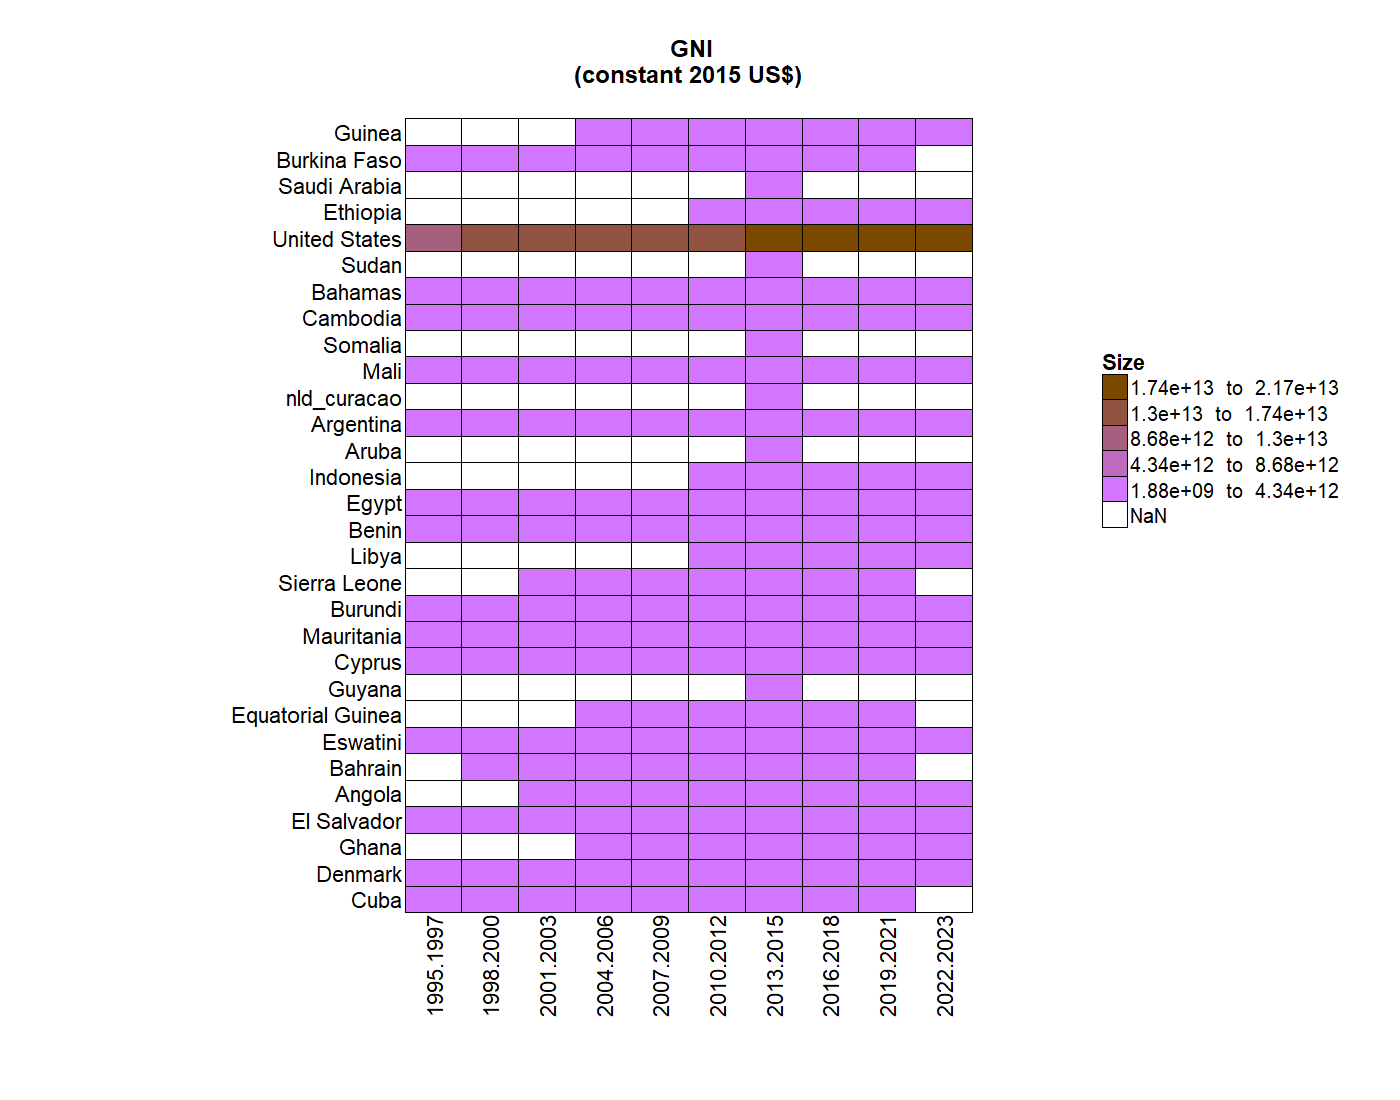 GNI
(constant 2015 US$)
Guinea
Burkina Faso
Saudi Arabia
Ethiopia
United States
Sudan
Bahamas
Cambodia
Somalia
Mali
nld_curacao
Argentina
Aruba
Indonesia
Egypt
Benin
Libya
Sierra Leone
Burundi
Mauritania
Cyprus
Guyana
Equatorial Guinea
Eswatini
Bahrain
Angola
El Salvador
Ghana
Denmark
Cuba
1995.1997
1998.2000
2001.2003
2004.2006
2007.2009
2010.2012
2013.2015
2016.2018
2019.2021
2022.2023
Size
1.74e+13 to 2.17e+13
1.3e+13 to 1.74e+13
8.68e+12 to 1.3e+13
4.34e+12 to 8.68e+12
1.88e+09 to 4.34e+12
NaN